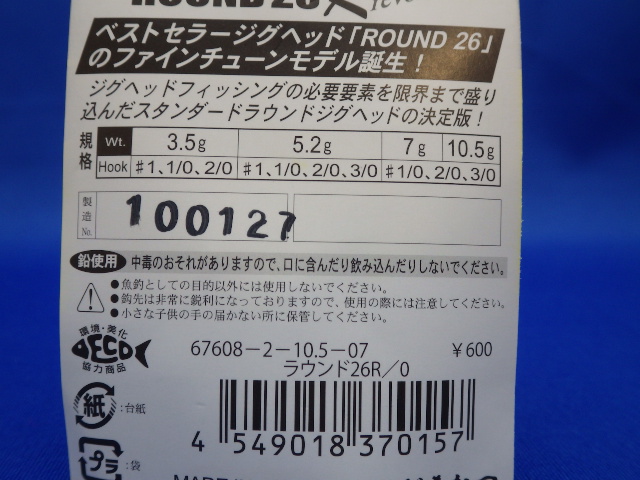 ROUND 26
ベストセラージグヘッド「ROUND 26」
のファインチューンモデル誕生！
ジグヘッドフィッシングの必要要素を限界まで盛り
込んだスタンダードラウンドジグヘッドの決定版！
規格 Wt. 3.5g 5.2g 7g 10.5g
Hook ♯1、1/0、2/0 ♯1、1/0、2/0、3/0 ♯1/0、2/0、3/0
製造No. 100127
鉛使用 中毒のおそれがありますので、口に含んだり飲み込んだりしないでください。
●魚釣としての目的以外には使用しないでください。
●鈎先は非常に鋭利になっておりますので、使用の際には注意してください。
●小さな子供の手の届かない所に保管してください。
環境・美化
DECO
協力商品
67608-2-10.5-07 ¥600
ラウンド26R／0
紙 :台紙
4 549018 370157
プラ :袋